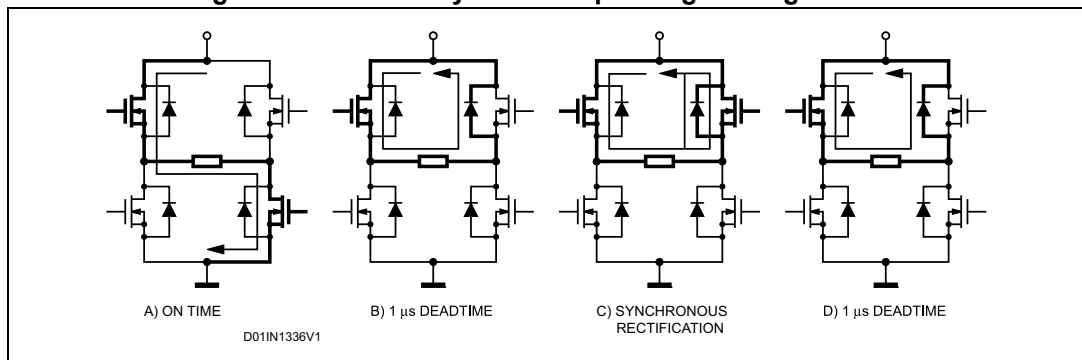 A) ON TIME
B) 1 μs DEADTIME
C) SYNCHRONOUS
RECTIFICATION
D) 1 μs DEADTIME
D01IN1336V1